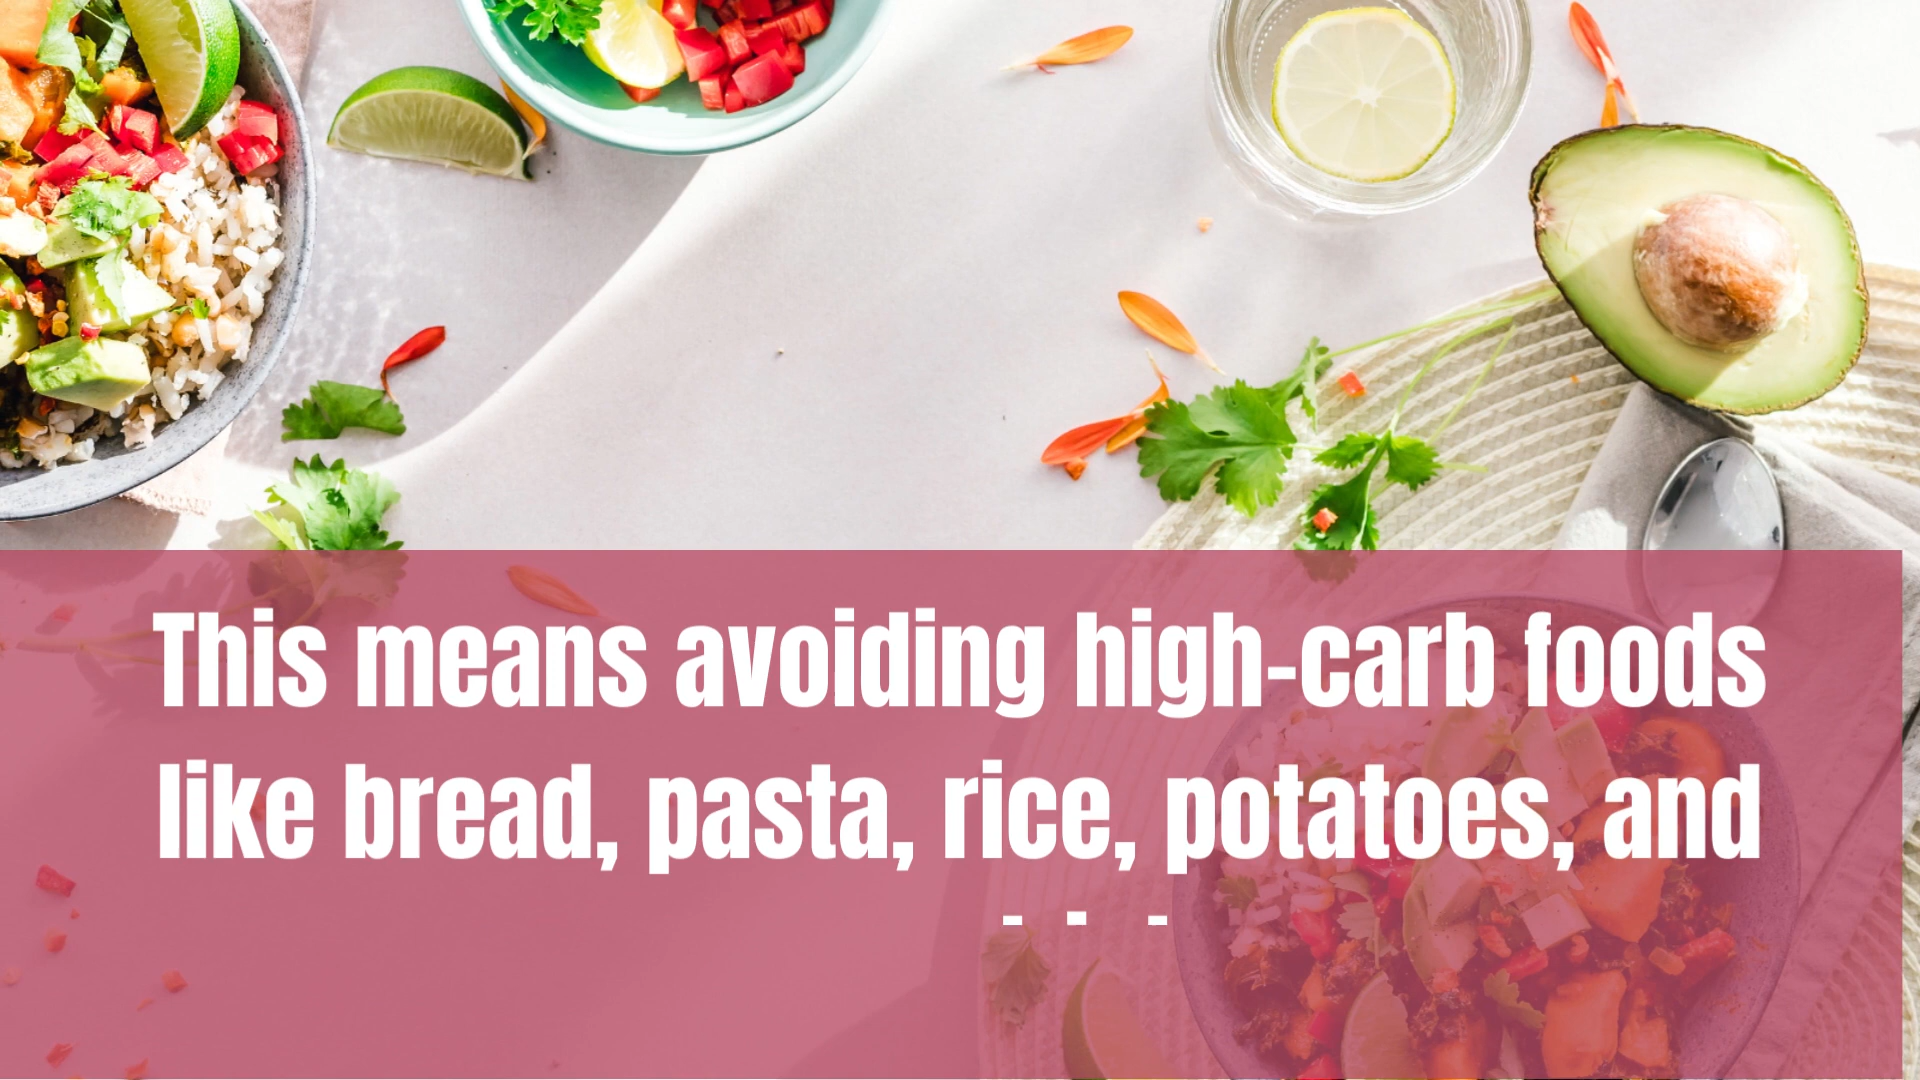 This means avoiding high-carb foods
like bread, pasta, rice, potatoes, and